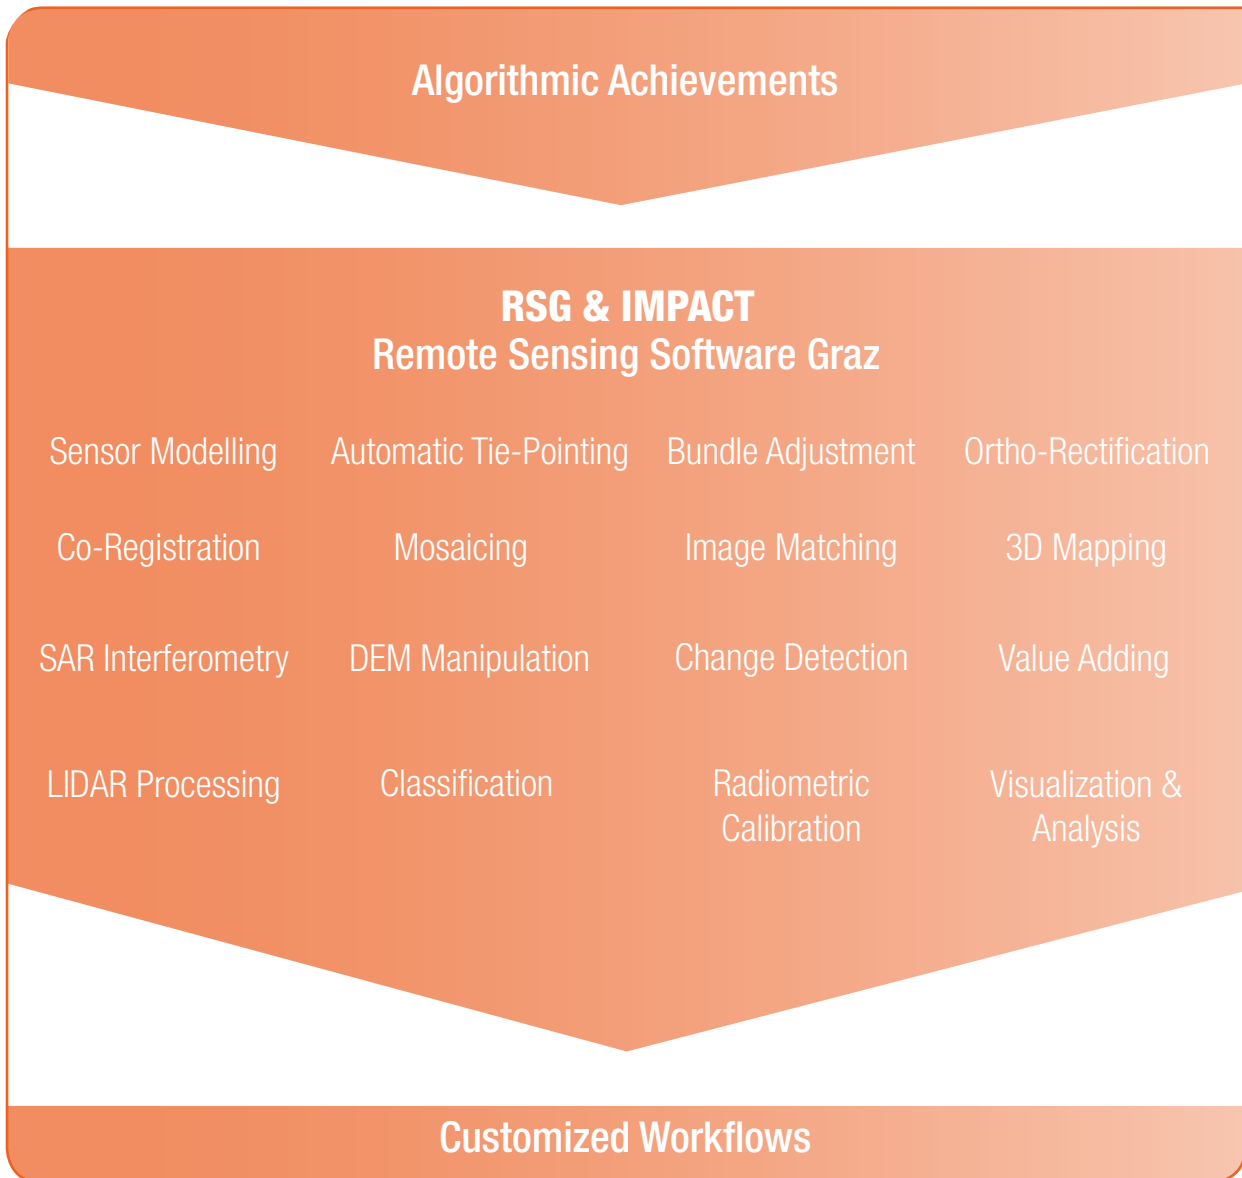 Algorithmic Achievements
RSG & IMPACT
Remote Sensing Software Graz
Sensor Modelling Automatic Tie-Pointing Bundle Adjustment Ortho-Rectification
Co-Registration Mosaicing Image Matching 3D Mapping
SAR Interferometry DEM Manipulation Change Detection Value Adding
LIDAR Processing Classification Radiometric Visualization &
Calibration Analysis
Customized Workflows